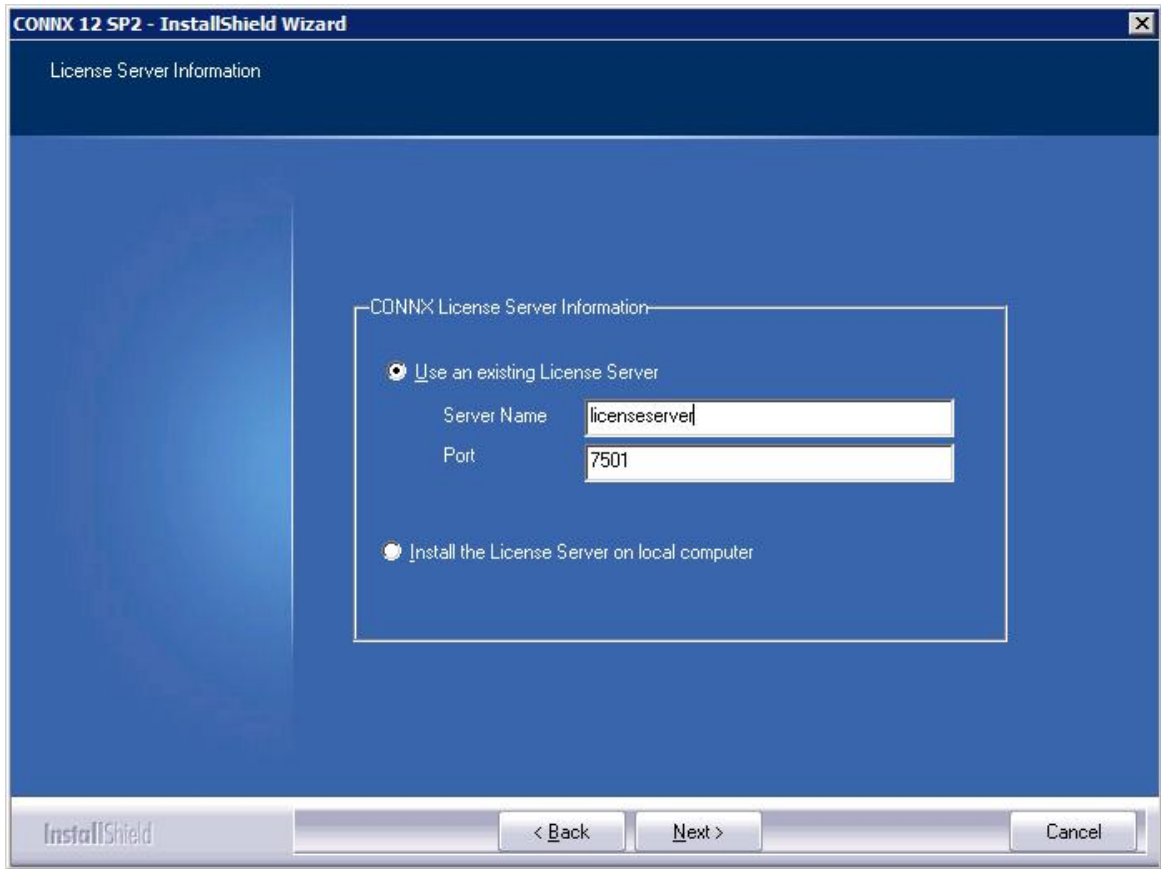 CONNX 12 SP2 - InstallShield Wizard
License Server Information
CONNX License Server Information
Use an existing License Server
Server Name licenseserver
Port 7501
Install the License Server on local computer
InstallShield < Back Next > Cancel